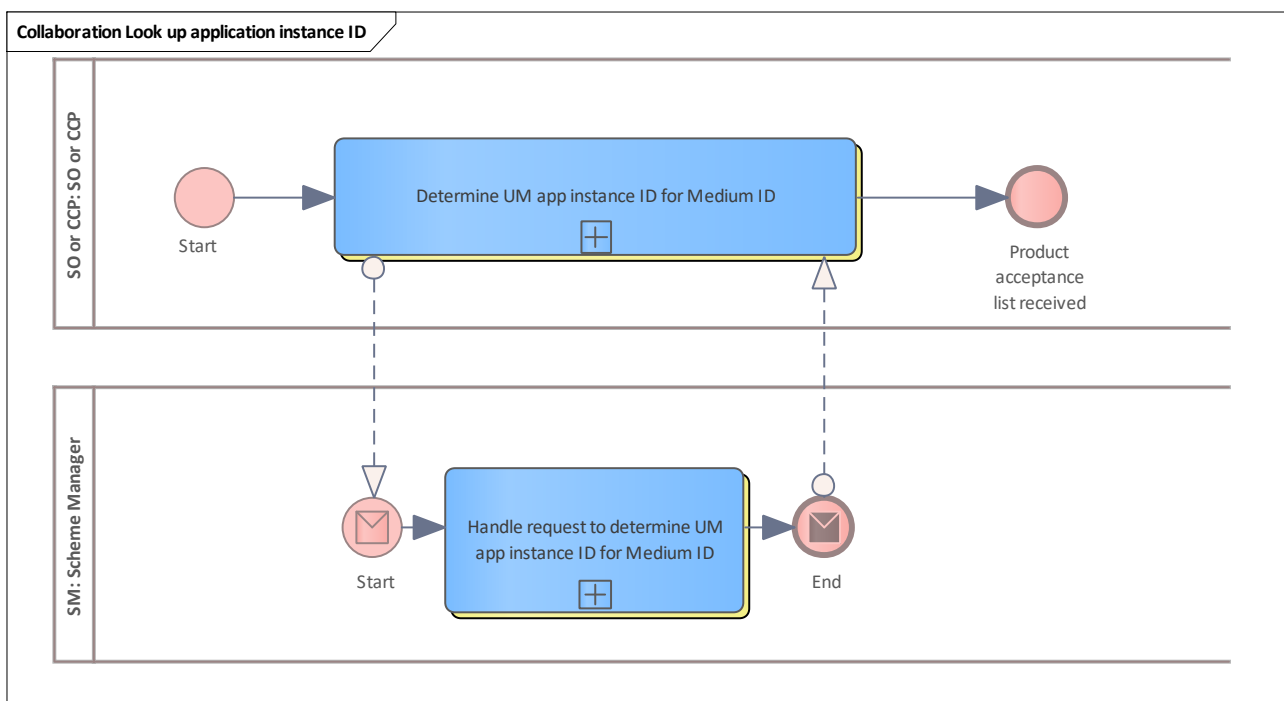 Collaboration Look up application instance ID
SO or CCP: SO or CCP
Determine UM app instance ID for Medium ID
Start
Product
acceptance
list received
SM: Scheme Manager
Handle request to determine UM
app instance ID for Medium ID
Start
End